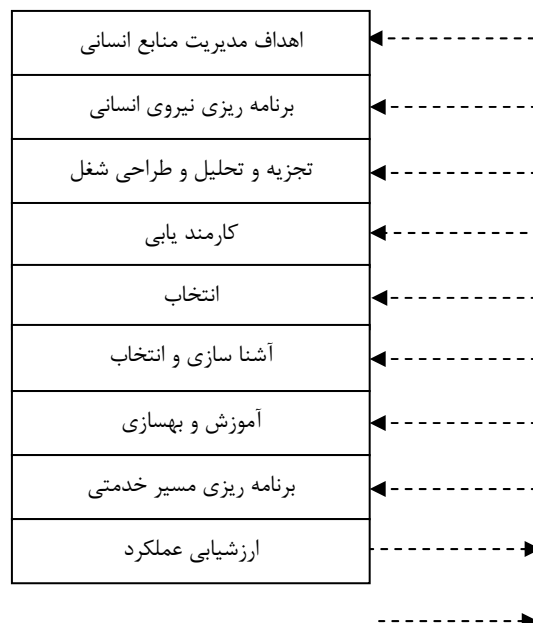 اهداف مدیریت منابع انسانی
برنامه ریزی نیروی انسانی
تجزیه و تحلیل و طراحی شغل
کارمند یابی
انتخاب
آشنا سازی و انتخاب
آموزش و بهسازی
برنامه ریزی مسیر خدمتی
ارزشیابی عملکرد